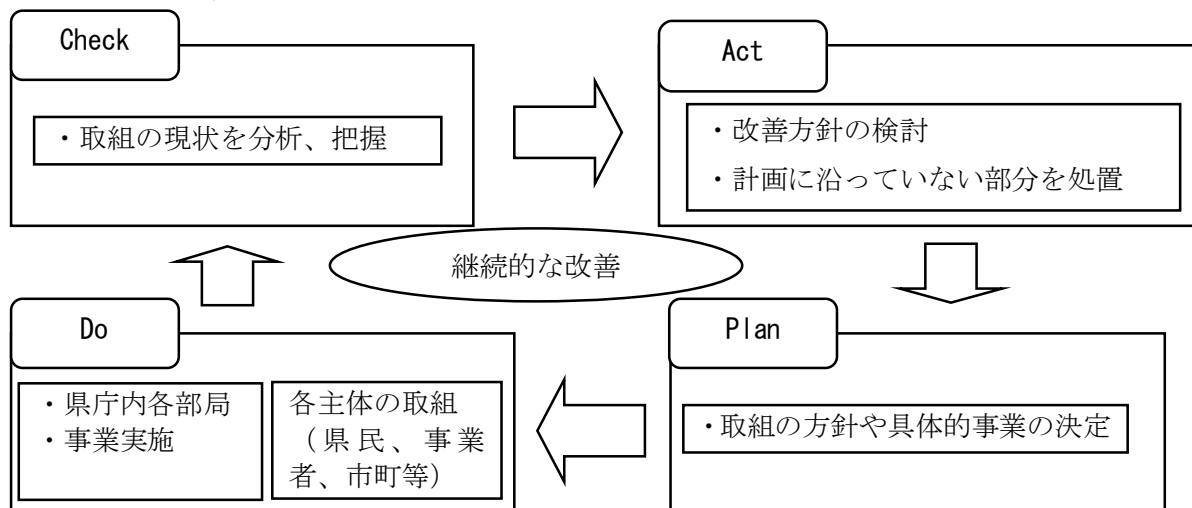 Check
・取組の現状を分析、把握
Act
・改善方針の検討
・計画に沿っていない部分を処置
継続的な改善
Do
・県庁内各部局
・事業実施
各主体の取組
（県民、事業
者、市町等）
Plan
・取組の方針や具体的事業の決定